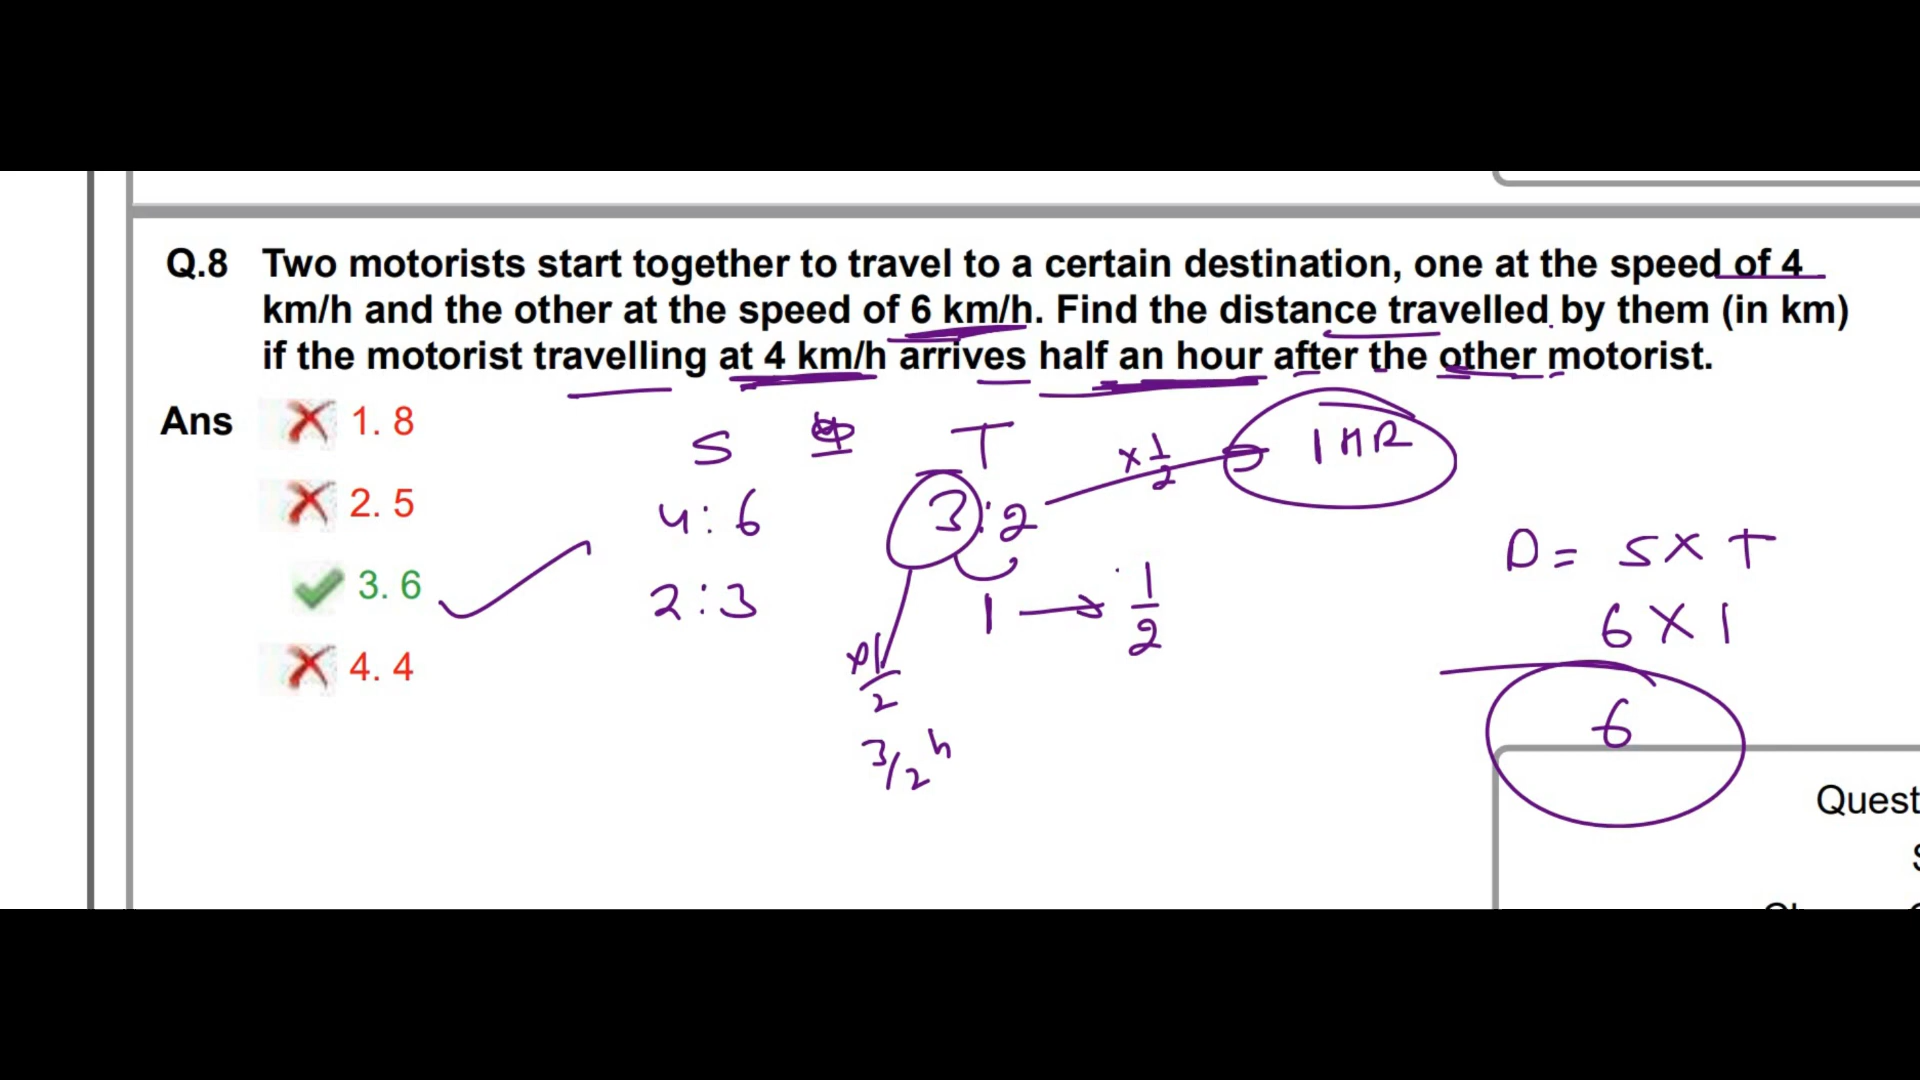 Q.8 Two motorists start together to travel to a certain destination, one at the speed of 4
km/h and the other at the speed of 6 km/h. Find the distance travelled by them (in km)
if the motorist travelling at 4 km/h arrives half an hour after the other motorist.
Ans 1. 8
2. 5
3. 6
4. 4
S T
4:6 3:2 ×1/2 1 HR
2:3 1 → 1/2
×1/2
3/2 h
D = S × T
6 × 1
6
Quest